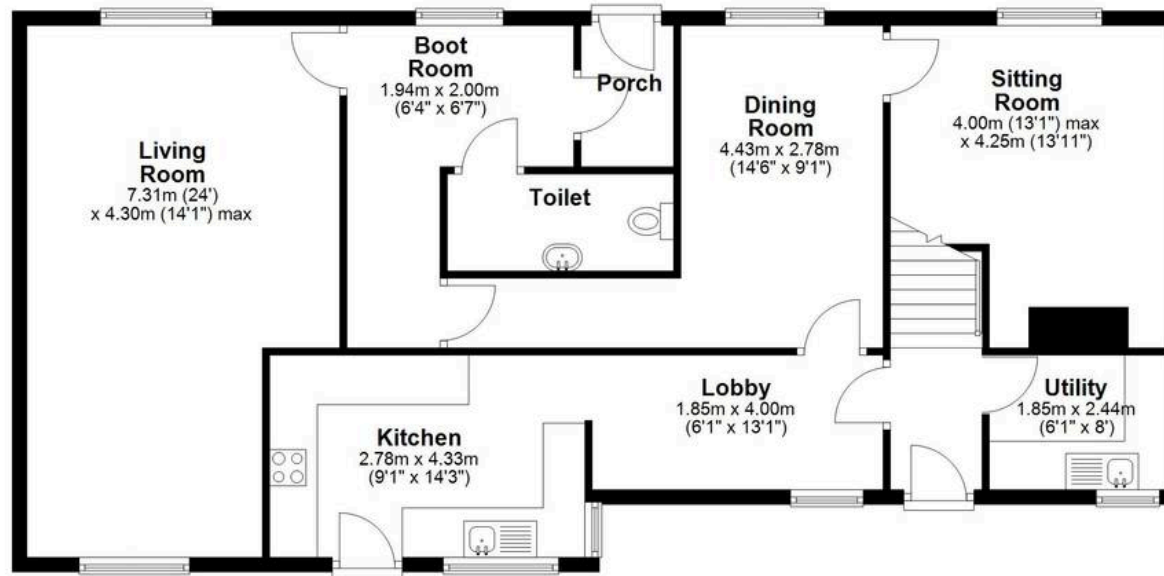 Boot
Room
1.94m x 2.00m
(6'4" x 6'7")
Porch
Sitting
Room
4.00m (13'1") max
x 4.25m (13'11")
Dining
Room
4.43m x 2.78m
(14'6" x 9'1")
Living
Room
7.31m (24')
x 4.30m (14'1") max
Toilet
Lobby
1.85m x 4.00m
(6'1" x 13'1")
Utility
1.85m x 2.44m
(6'1" x 8')
Kitchen
2.78m x 4.33m
(9'1" x 14'3")